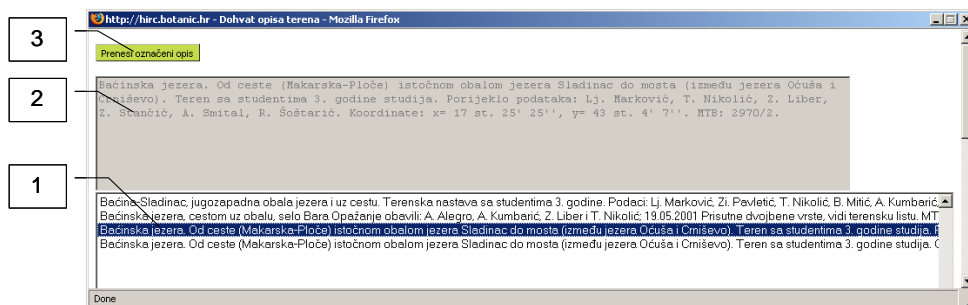 http://hirc.botanic.hr - Dohvat opisa terena - Mozilla Firefox
3
Prenesi označeni opis
2
Baćinska jezera. Od ceste (Makarska-Ploče) istočnom obalom jezera Sladinac do mosta (između jezera Oćuša i
Crniševo). Teren sa studentima 3. godine studija. Porijeklo podataka: Lj. Marković, T. Nikolić, Z. Liber,
Z. Stančić, A. Smital, R. Šoštarić. Koordinate: x= 17 st. 25' 25'', y= 43 st. 4' 7''. MTB: 2970/2.
1
Baćina-Sladinac, jugozapadna obala jezera i uz cestu. Terenska nastava sa studentima 3. godine. Podaci: Lj. Marković, Zi. Pavletić, T. Nikolić, B. Mitić, A. Kumbarić,
Baćinska jezera, cestom uz obalu, selo Bara Opažanje obavili: A. Alegro, A. Kumbarić, Z. Liber i T. Nikolić; 19.05.2001 Prisutne dvojbene vrste, vidi terensku listu. MT
Baćinska jezera. Od ceste (Makarska-Ploče) istočnom obalom jezera Sladinac do mosta (između jezera Oćuša i Crniševo). Teren sa studentima 3. godine studija.
Baćinska jezera. Od ceste (Makarska-Ploče) istočnom obalom jezera Sladinac do mosta (između jezera Oćuša i Crniševo). Teren sa studentima 3. godine studija.
Done